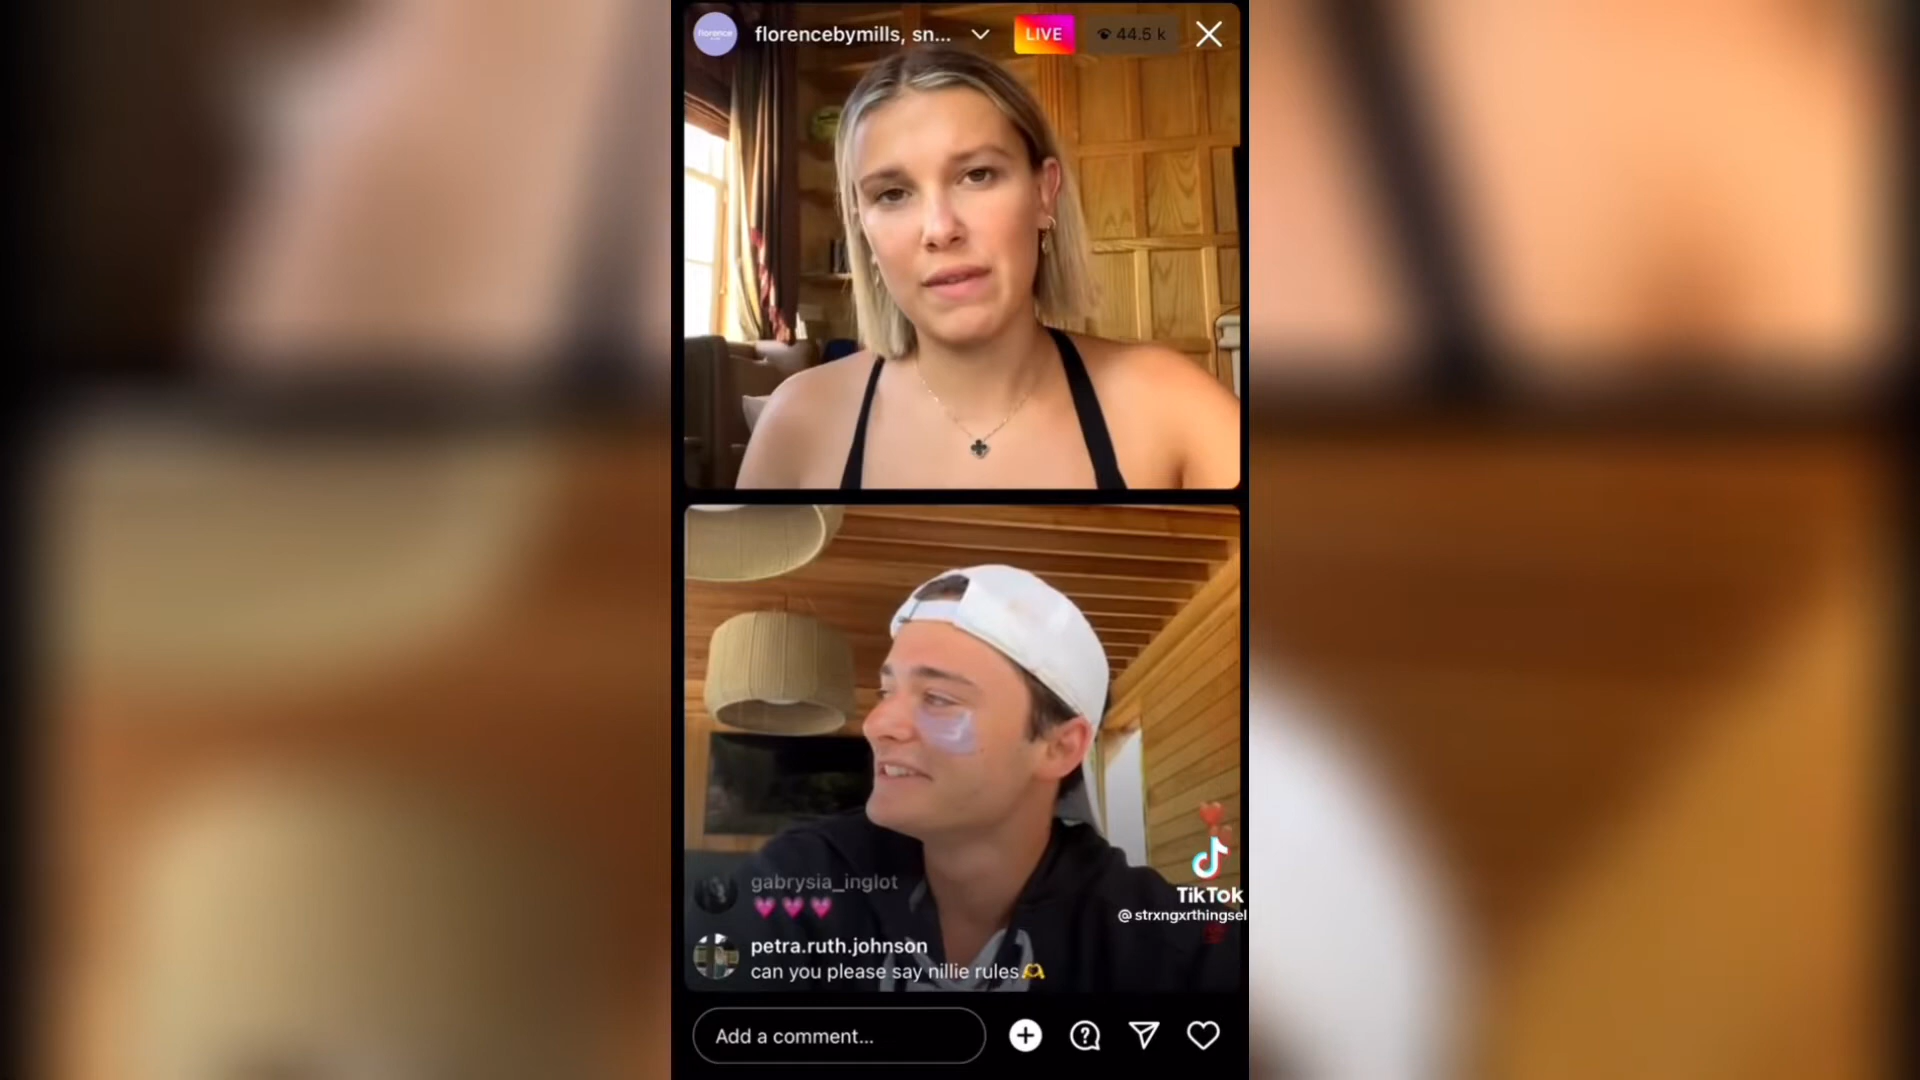 florence
florencebymills, sn...
LIVE
44.5 k
gabrysia_inglot
💗💗💗
petra.ruth.johnson
can you please say nillie rules🫶
TikTok
@strxngxrthingsel
Add a comment...